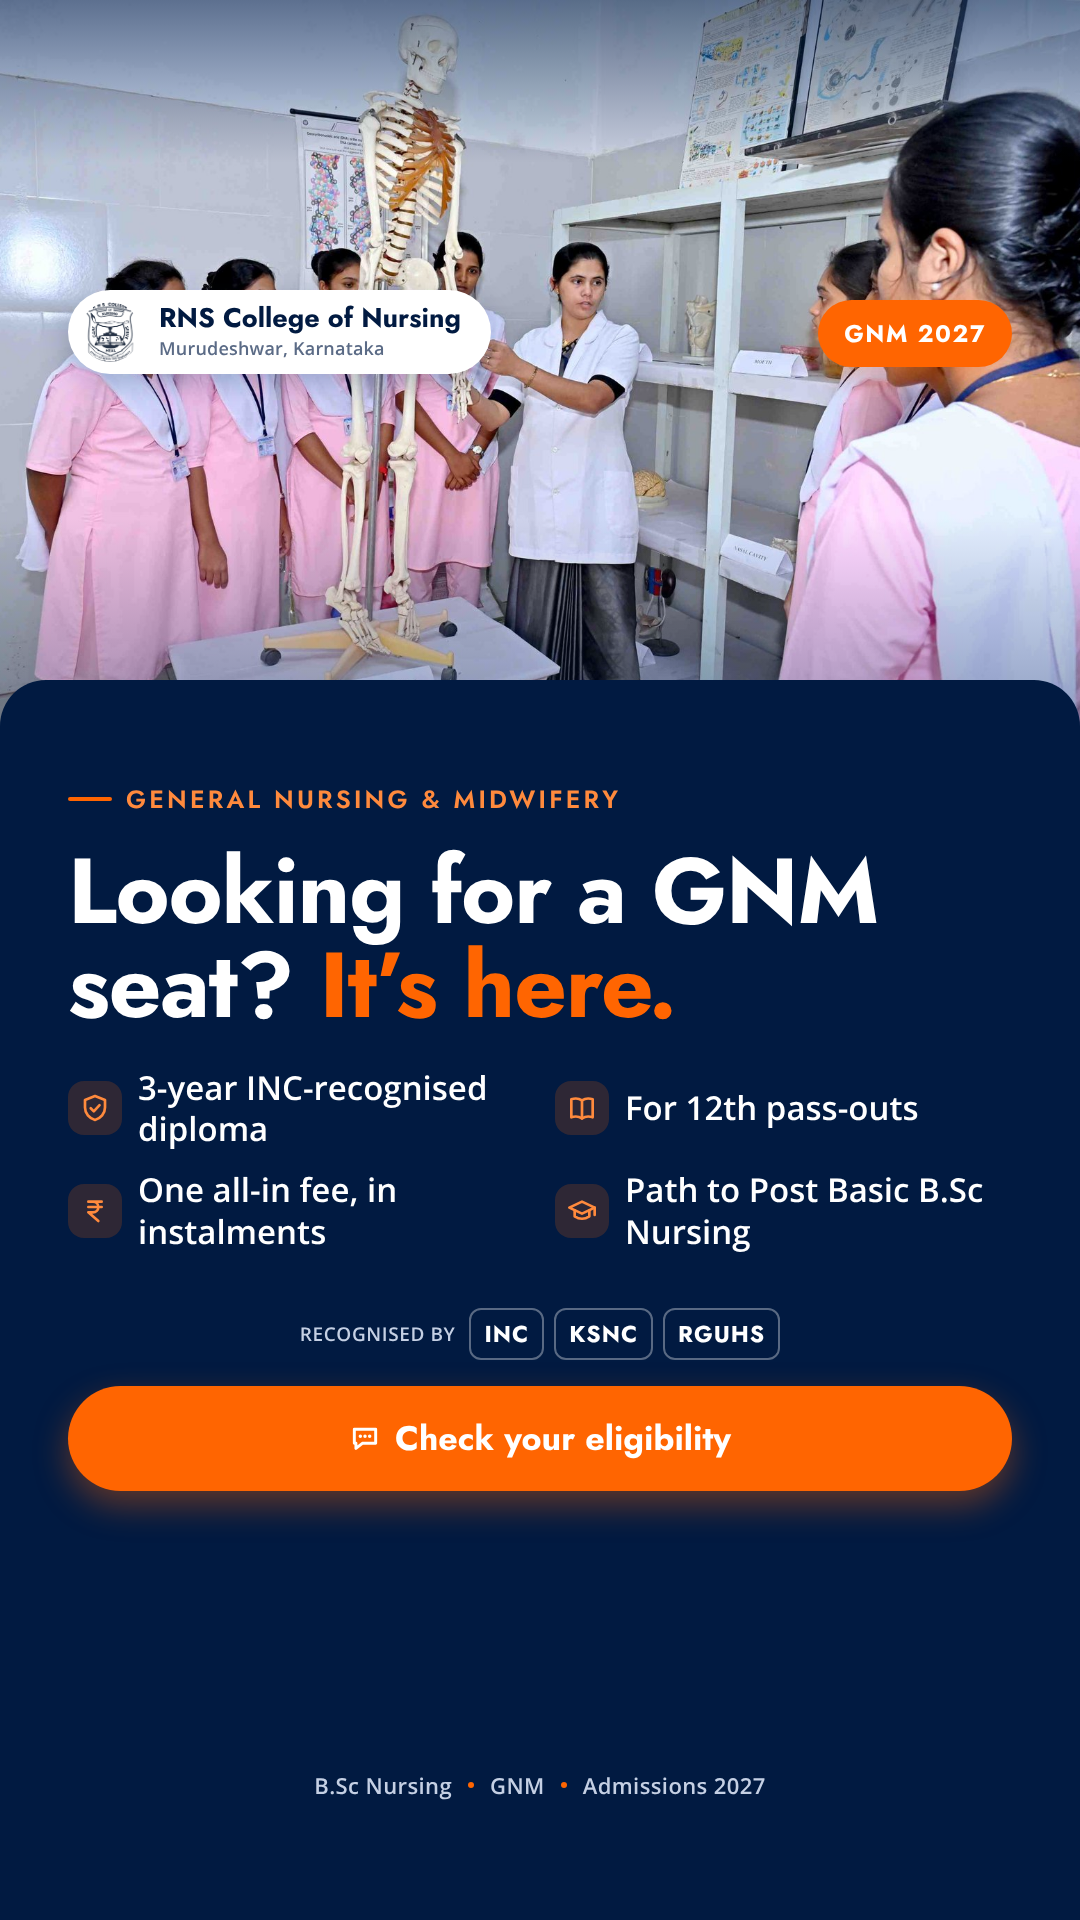 RNS College of Nursing
Murudeshwar, Karnataka
GNM 2027
GENERAL NURSING & MIDWIFERY
Looking for a GNM
seat? It's here.
3-year INC-recognised
diploma
For 12th pass-outs
One all-in fee, in
instalments
Path to Post Basic B.Sc
Nursing
RECOGNISED BY INC KSNC RGUHS
Check your eligibility
B.Sc Nursing • GNM • Admissions 2027